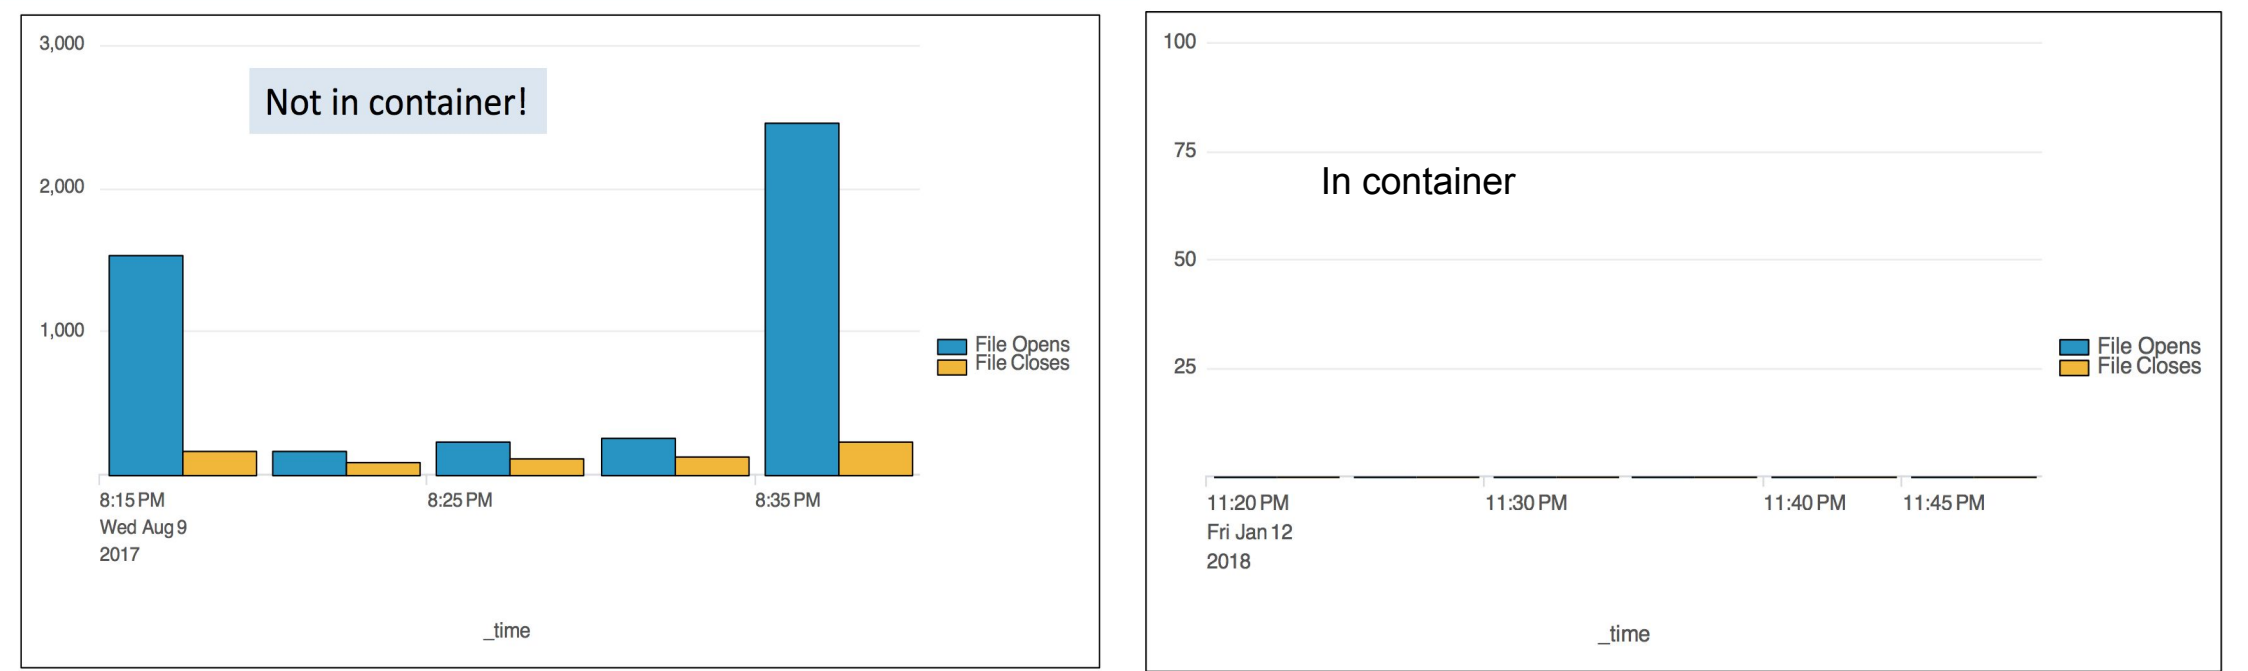 3,000
Not in container!
2,000
1,000
File Opens
File Closes
8:15 PM 8:25 PM 8:35 PM
Wed Aug 9
2017
_time
100
75
In container
50
25
File Opens
File Closes
11:20 PM 11:30 PM 11:40 PM 11:45 PM
Fri Jan 12
2018
_time